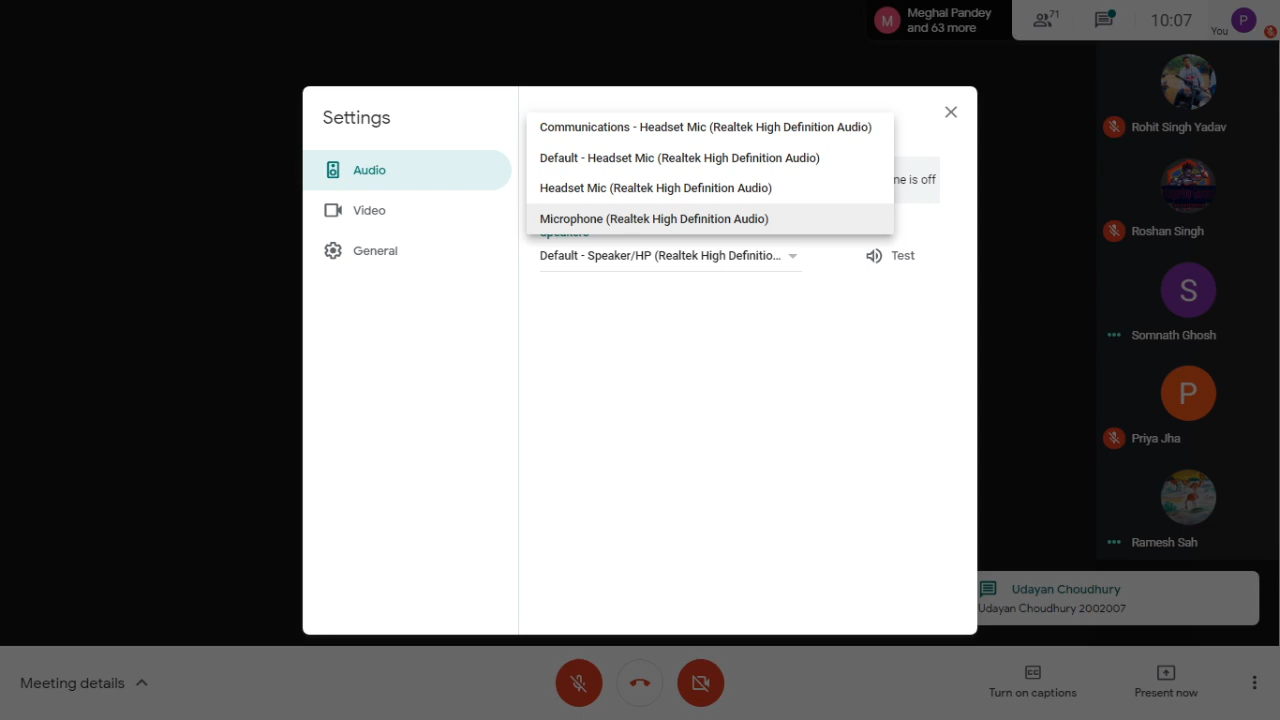 M
Meghal Pandey
and 63 more
71
10:07
You
P
Rohit Singh Yadav
Roshan Singh
S
Somnath Ghosh
P
Priya Jha
Ramesh Sah
Settings
Audio
Video
General
Communications - Headset Mic (Realtek High Definition Audio)
Default - Headset Mic (Realtek High Definition Audio)
Headset Mic (Realtek High Definition Audio)
Microphone (Realtek High Definition Audio)
ne is off
Speakers
Default - Speaker/HP (Realtek High Definitio...
Test
Udayan Choudhury
Udayan Choudhury 2002007
Meeting details
CC
Turn on captions
Present now